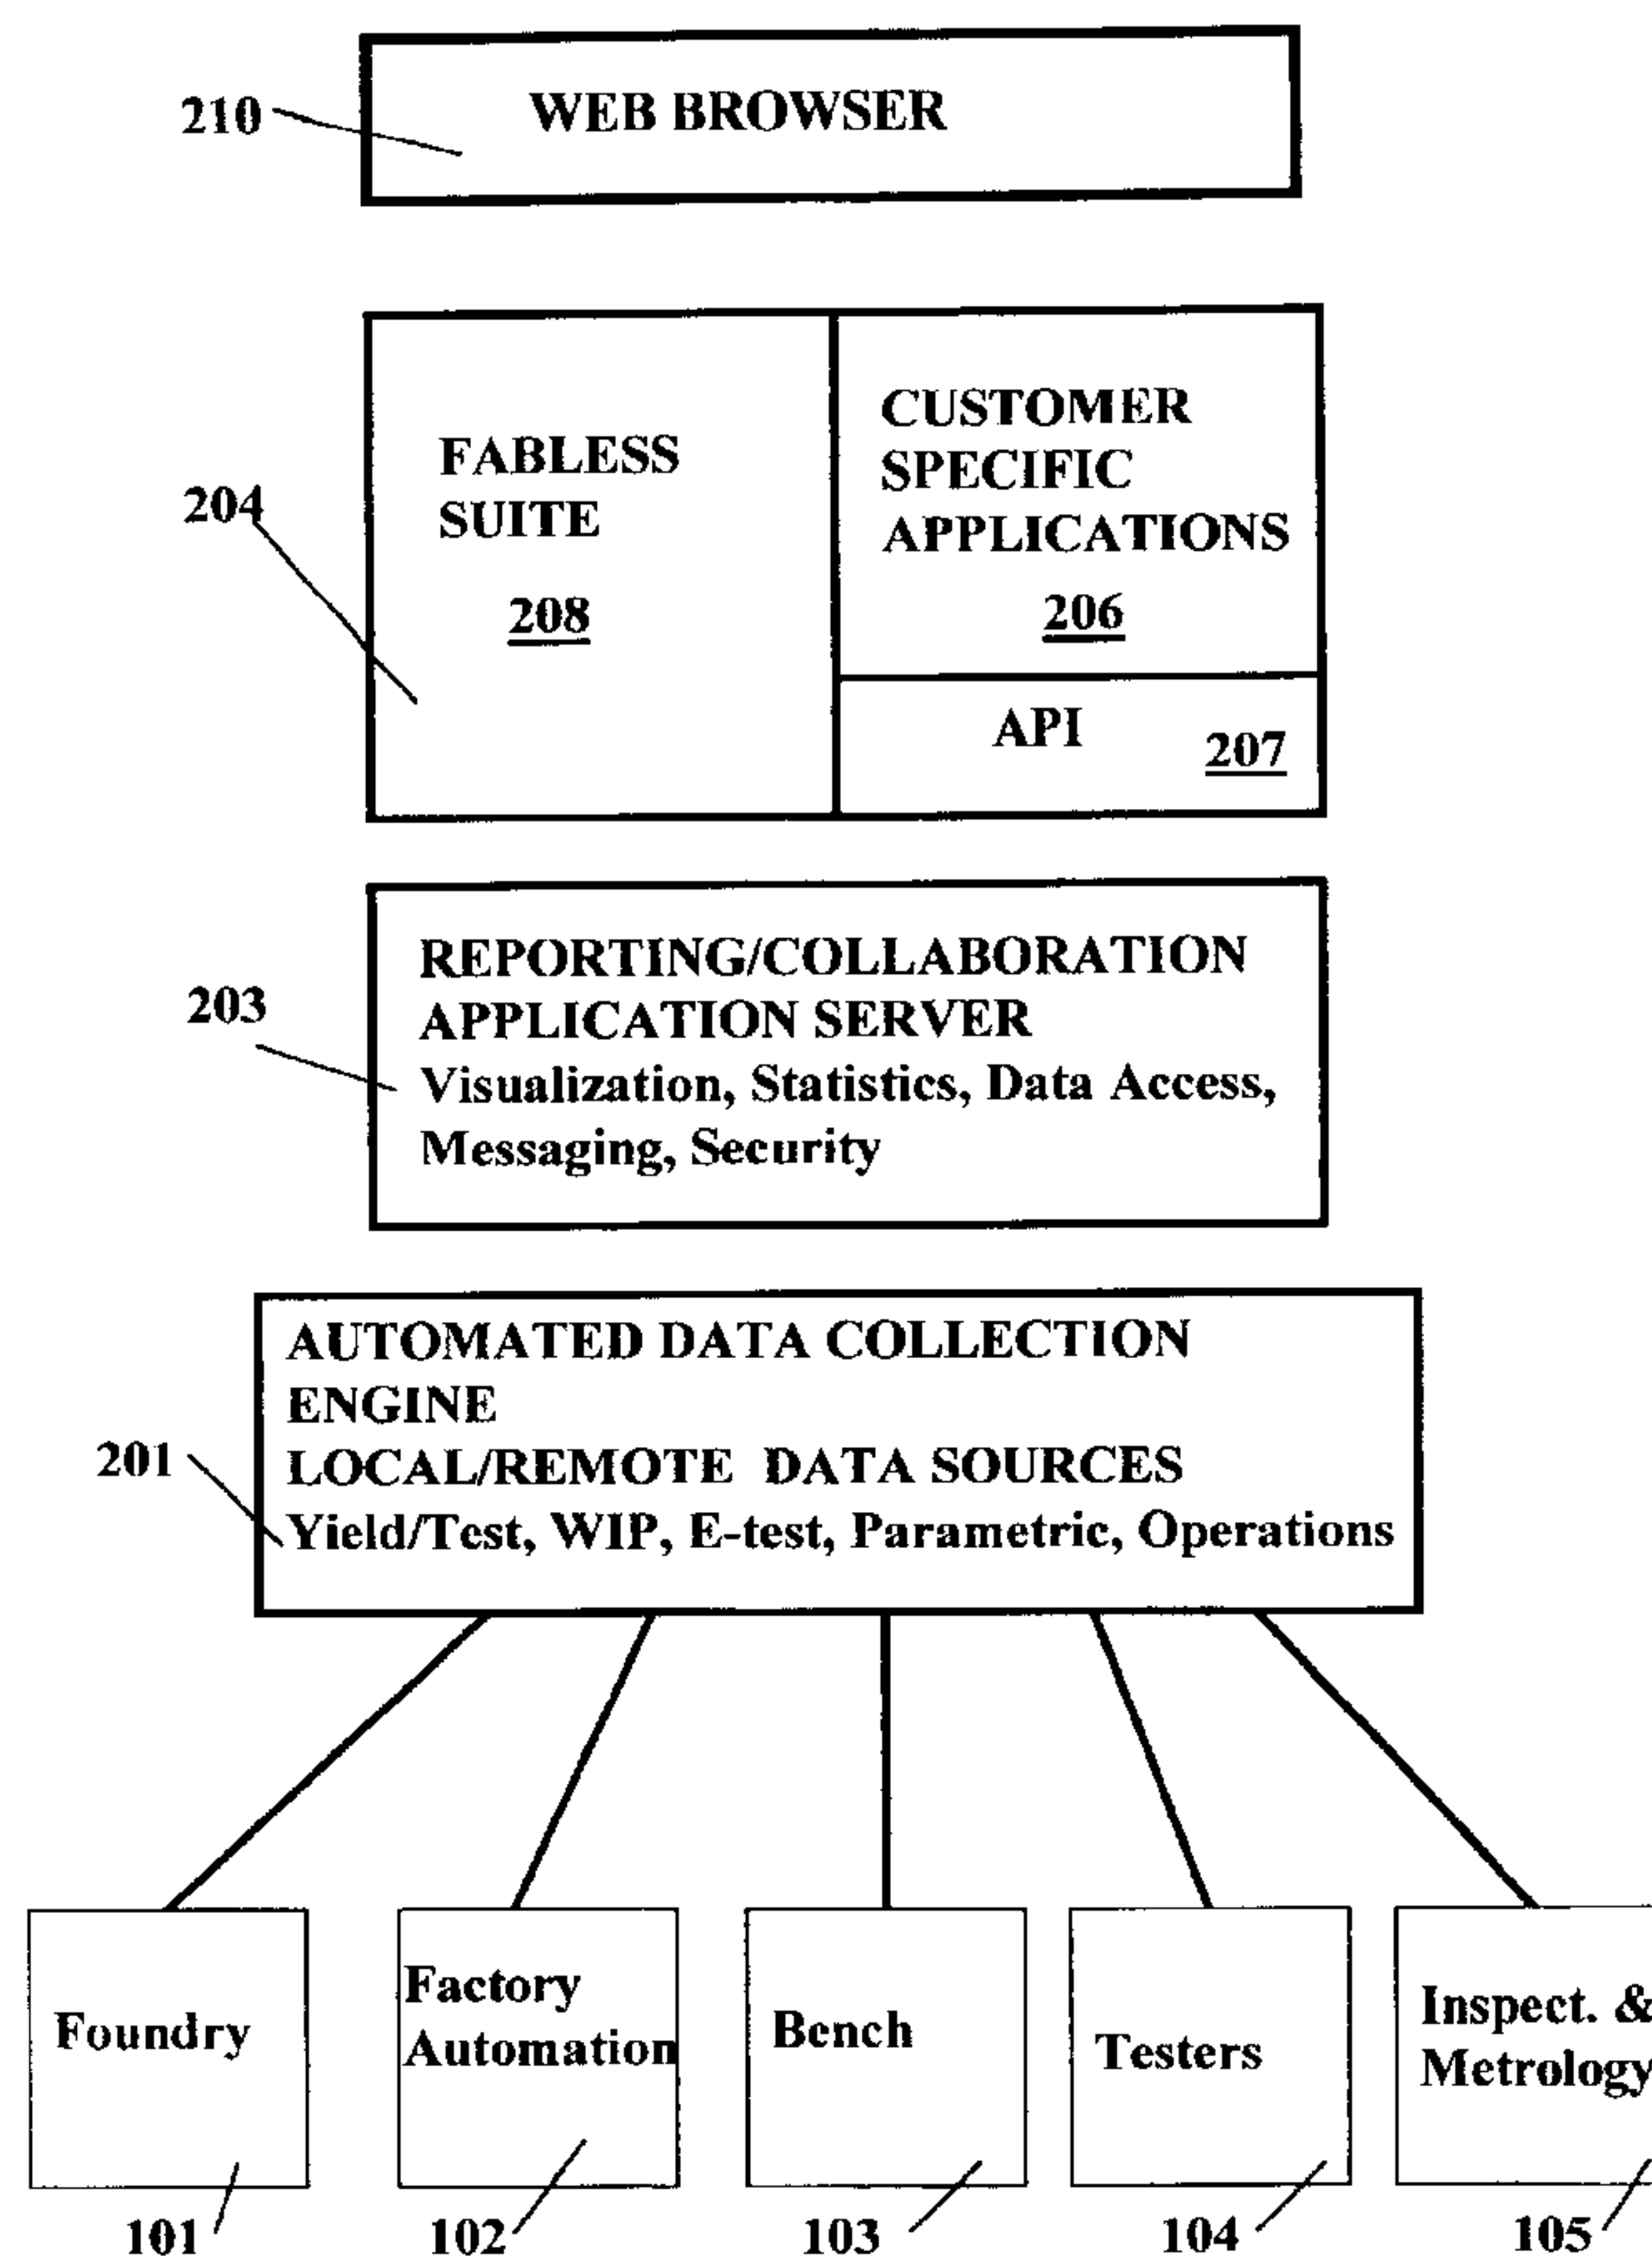 210
WEB BROWSER
204
FABLESS
SUITE
208
CUSTOMER
SPECIFIC
APPLICATIONS
206
API
207
203
REPORTING/COLLABORATION
APPLICATION SERVER
Visualization, Statistics, Data Access,
Messaging, Security
201
AUTOMATED DATA COLLECTION
ENGINE
LOCAL/REMOTE DATA SOURCES
Yield/Test, WIP, E-test, Parametric, Operations
Foundry
Factory
Automation
Bench
Testers
Inspect. &
Metrology
101
102
103
104
105